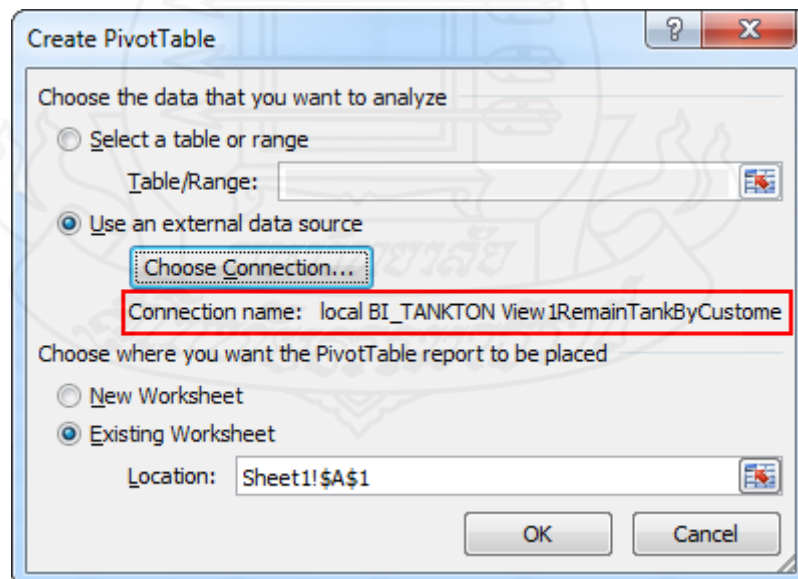 Create PivotTable
Choose the data that you want to analyze
Select a table or range
Table/Range:
Use an external data source
Choose Connection...
Connection name: local BI_TANKTON View1RemainTankByCustome
Choose where you want the PivotTable report to be placed
New Worksheet
Existing Worksheet
Location: Sheet1!$A$1
OK Cancel